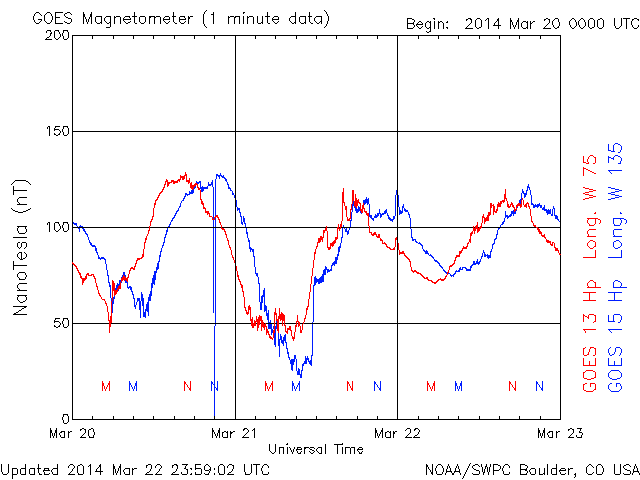 GOES Magnetometer (1 minute data)
Begin: 2014 Mar 20 0000 UTC
200
150
100
50
0
NanoTesla (nT)
M M N N M M N N M M N N
Mar 20 Mar 21 Mar 22 Mar 23
Universal Time
GOES 13 Hp Long. W 75
GOES 15 Hp Long. W 135
Updated 2014 Mar 22 23:59:02 UTC
NOAA/SWPC Boulder, CO USA